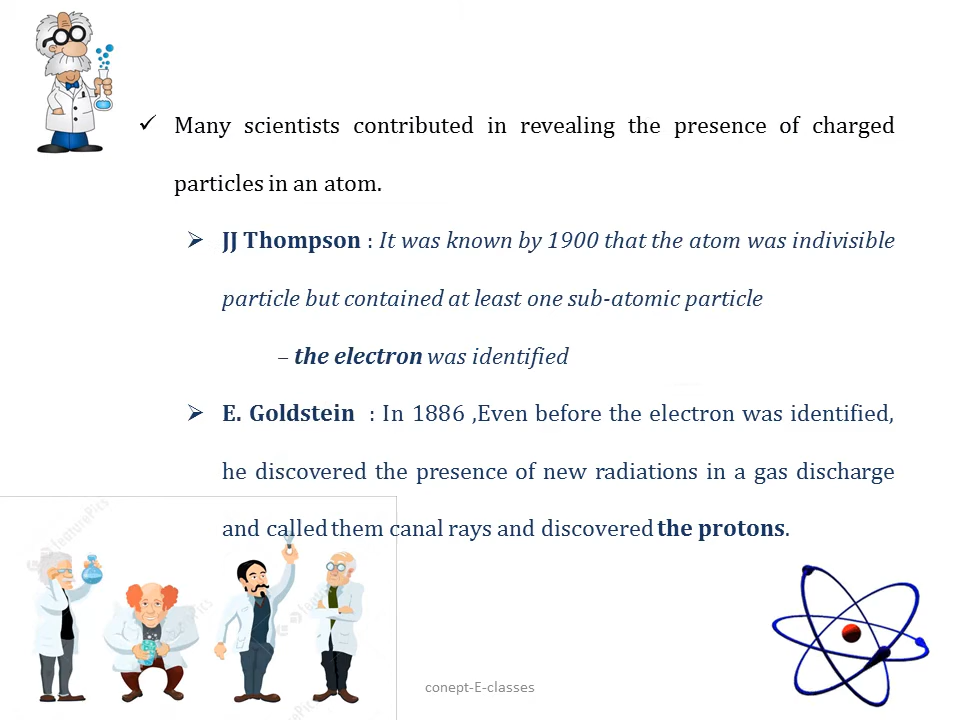 ✓ Many scientists contributed in revealing the presence of charged
particles in an atom.
➢ JJ Thompson : It was known by 1900 that the atom was indivisible
particle but contained at least one sub-atomic particle
– the electron was identified
➢ E. Goldstein : In 1886 ,Even before the electron was identified,
he discovered the presence of new radiations in a gas discharge
and called them canal rays and discovered the protons.
featurePics
conept-E-classes